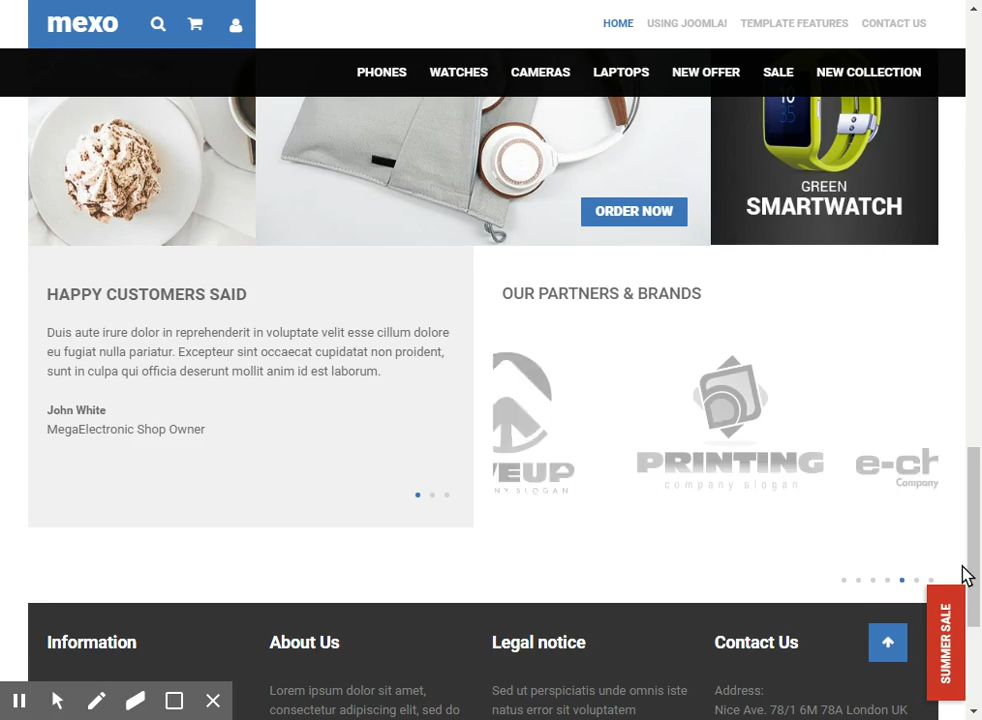 mexo
HOME USING JOOMLA! TEMPLATE FEATURES CONTACT US
PHONES WATCHES CAMERAS LAPTOPS NEW OFFER SALE NEW COLLECTION
10
35
ORDER NOW
GREEN
SMARTWATCH
HAPPY CUSTOMERS SAID
Duis aute irure dolor in reprehenderit in voluptate velit esse cillum dolore
eu fugiat nulla pariatur. Excepteur sint occaecat cupidatat non proident,
sunt in culpa qui officia deserunt mollit anim id est laborum.
John White
MegaElectronic Shop Owner
OUR PARTNERS & BRANDS
VEUP
NY SLOGAN
PRINTING
company slogan
e-ch
Company
SUMMER SALE
Information
About Us
Legal notice
Contact Us
Lorem ipsum dolor sit amet,
consectetur adipiscing elit, sed do
Sed ut perspiciatis unde omnis iste
natus error sit voluptatem
Address:
Nice Ave. 78/1 6M 78A London UK